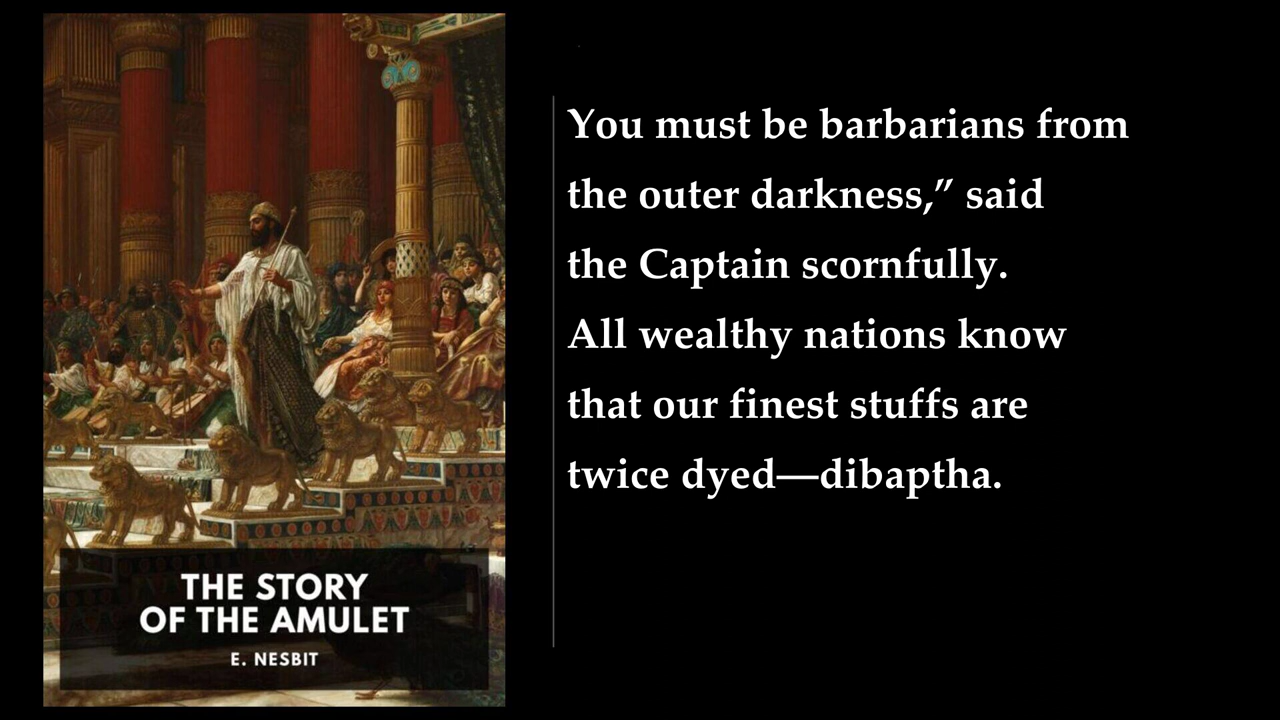 THE STORY
OF THE AMULET
E. NESBIT
You must be barbarians from
the outer darkness,” said
the Captain scornfully.
All wealthy nations know
that our finest stuffs are
twice dyed—dibaptha.